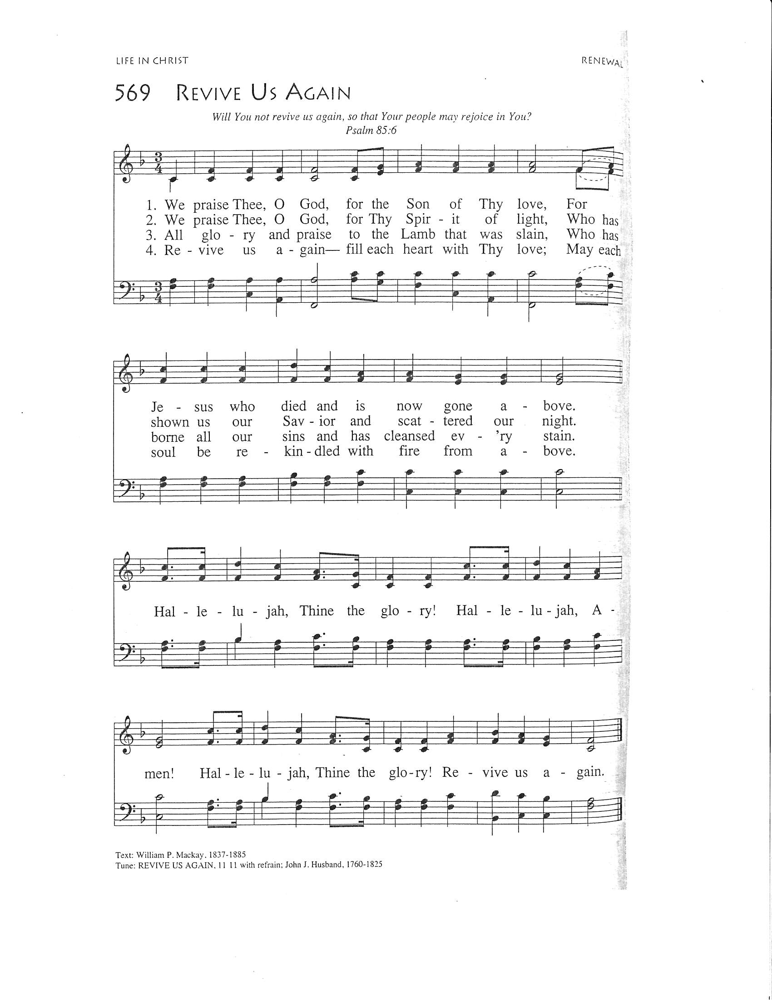 LIFE IN CHRIST
RENEWAL
569 REVIVE US AGAIN
Will You not revive us again, so that Your people may rejoice in You?
Psalm 85:6
3
4
1. We praise Thee, O God, for the Son of Thy love, For
2. We praise Thee, O God, for Thy Spir - it of light, Who has
3. All glo - ry and praise to the Lamb that was slain, Who has
4. Re - vive us a - gain— fill each heart with Thy love; May each
3
4
Je - sus who died and is now gone a - bove.
shown us our Sav - ior and scat - tered our night.
borne all our sins and has cleansed ev - ’ry stain.
soul be re - kin - dled with fire from a - bove.
Hal - le - lu - jah, Thine the glo - ry! Hal - le - lu - jah, A -
men! Hal - le - lu - jah, Thine the glo - ry! Re - vive us a - gain.
Text: William P. Mackay, 1837-1885
Tune: REVIVE US AGAIN, 11 11 with refrain; John J. Husband, 1760-1825